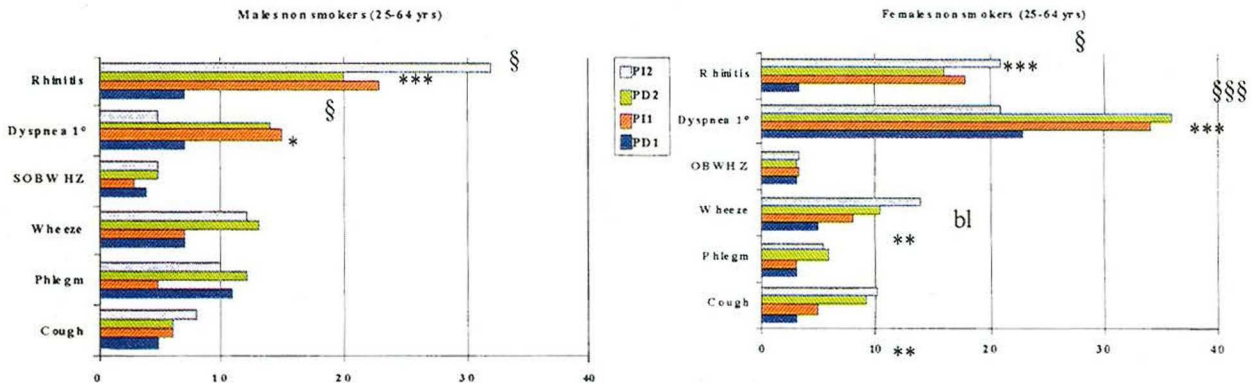 Males non smokers (25-64 yrs)
§
Rhinitis
***
§
Dyspnea 1°
*
SOBWHZ
Wheeze
Phlegm
Cough
0 10 20 30 40
PI2
PD2
PI1
PD1
Females non smokers (25-64 yrs)
§
Rhinitis
***
§§§
Dyspnea 1°
***
OBWHZ
Wheeze
bl
**
Phlegm
Cough
**
0 10 20 30 40